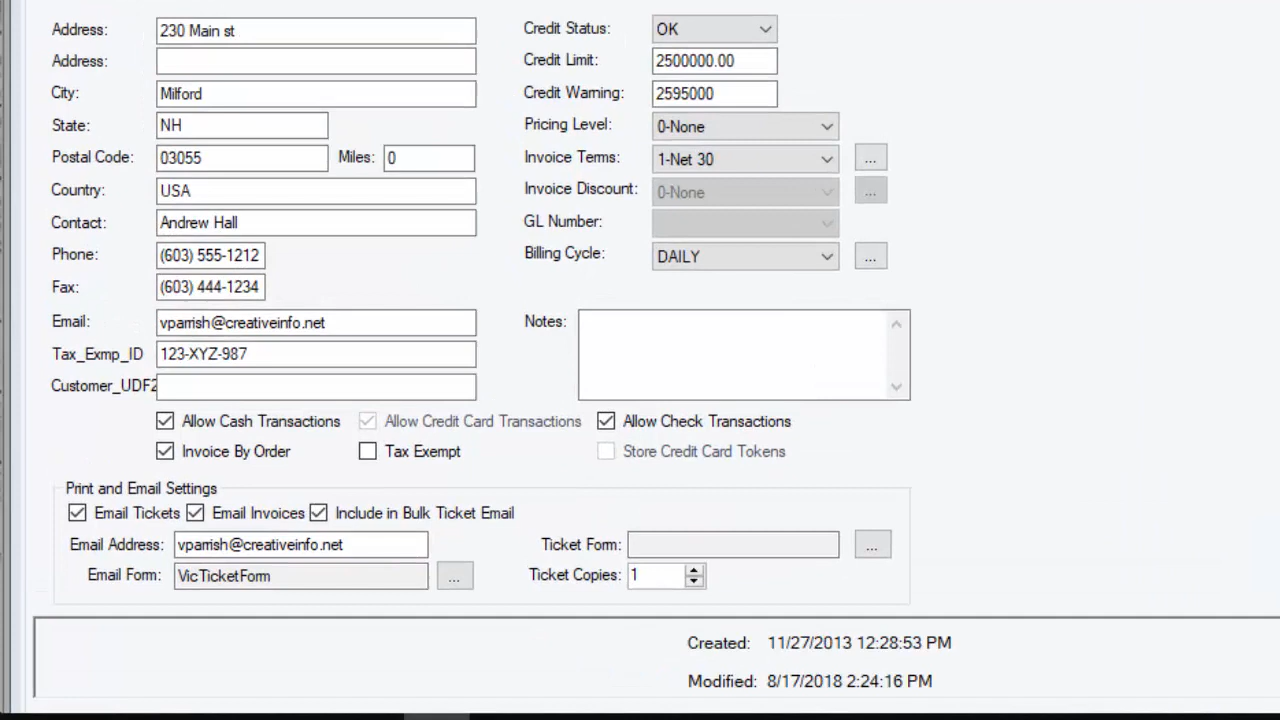 Address: 230 Main st Credit Status: OK
Address: Credit Limit: 2500000.00
City: Milford Credit Warning: 2595000
State: NH Pricing Level: 0-None
Postal Code: 03055 Miles: 0 Invoice Terms: 1-Net 30 ...
Country: USA Invoice Discount: 0-None ...
Contact: Andrew Hall GL Number:
Phone: (603) 555-1212 Billing Cycle: DAILY ...
Fax: (603) 444-1234
Email: vparrish@creativeinfo.net Notes:
Tax_Exmp_ID 123-XYZ-987
Customer_UDF2
Allow Cash Transactions Allow Credit Card Transactions Allow Check Transactions
Invoice By Order Tax Exempt Store Credit Card Tokens
Print and Email Settings
Email Tickets Email Invoices Include in Bulk Ticket Email
Email Address: vparrish@creativeinfo.net Ticket Form: ...
Email Form: VicTicketForm ... Ticket Copies: 1
Created: 11/27/2013 12:28:53 PM
Modified: 8/17/2018 2:24:16 PM